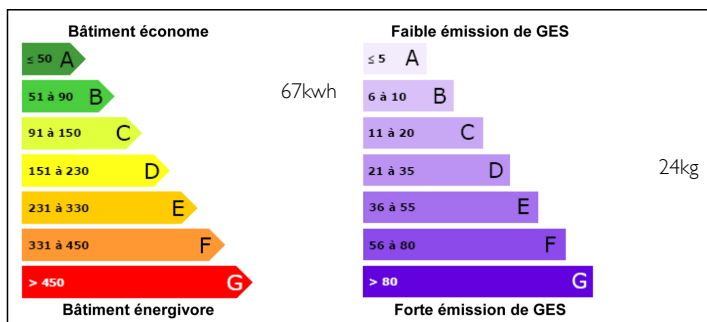 Bâtiment économe
≤ 50 A
51 à 90 B
67kwh
91 à 150 C
151 à 230 D
231 à 330 E
331 à 450 F
> 450 G
Bâtiment énergivore
Faible émission de GES
≤ 5 A
6 à 10 B
11 à 20 C
21 à 35 D
24kg
36 à 55 E
56 à 80 F
> 80 G
Forte émission de GES